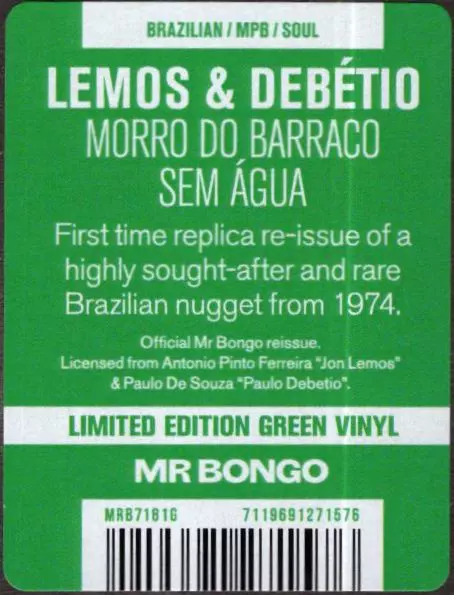 BRAZILIAN / MPB / SOUL
LEMOS & DEBÉTIO
MORRO DO BARRACO
SEM ÁGUA
First time replica re-issue of a
highly sought-after and rare
Brazilian nugget from 1974.
Official Mr Bongo reissue.
Licensed from Antonio Pinto Ferreira "Jon Lemos"
& Paulo De Souza "Paulo Debetio".
LIMITED EDITION GREEN VINYL
MR BONGO
MRB7181G 7119691271576